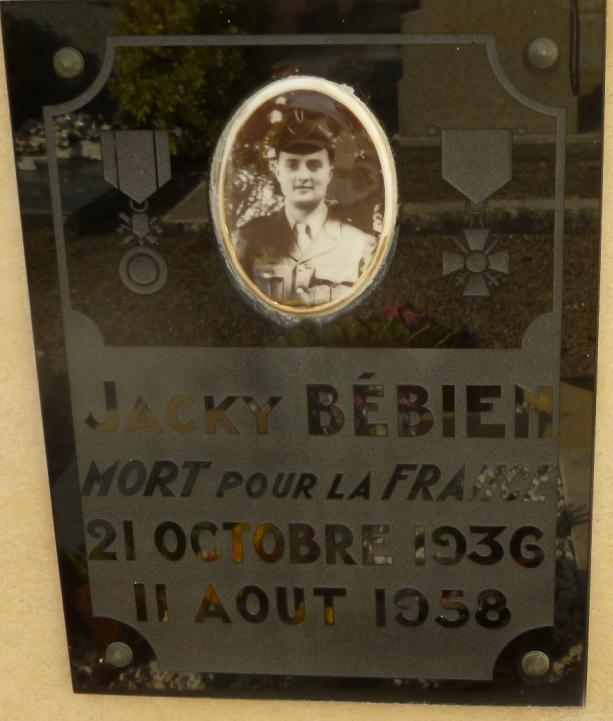 JACKY BÉBIEN
MORT POUR LA FRANCE
21 OCTOBRE 1936
11 AOUT 1958